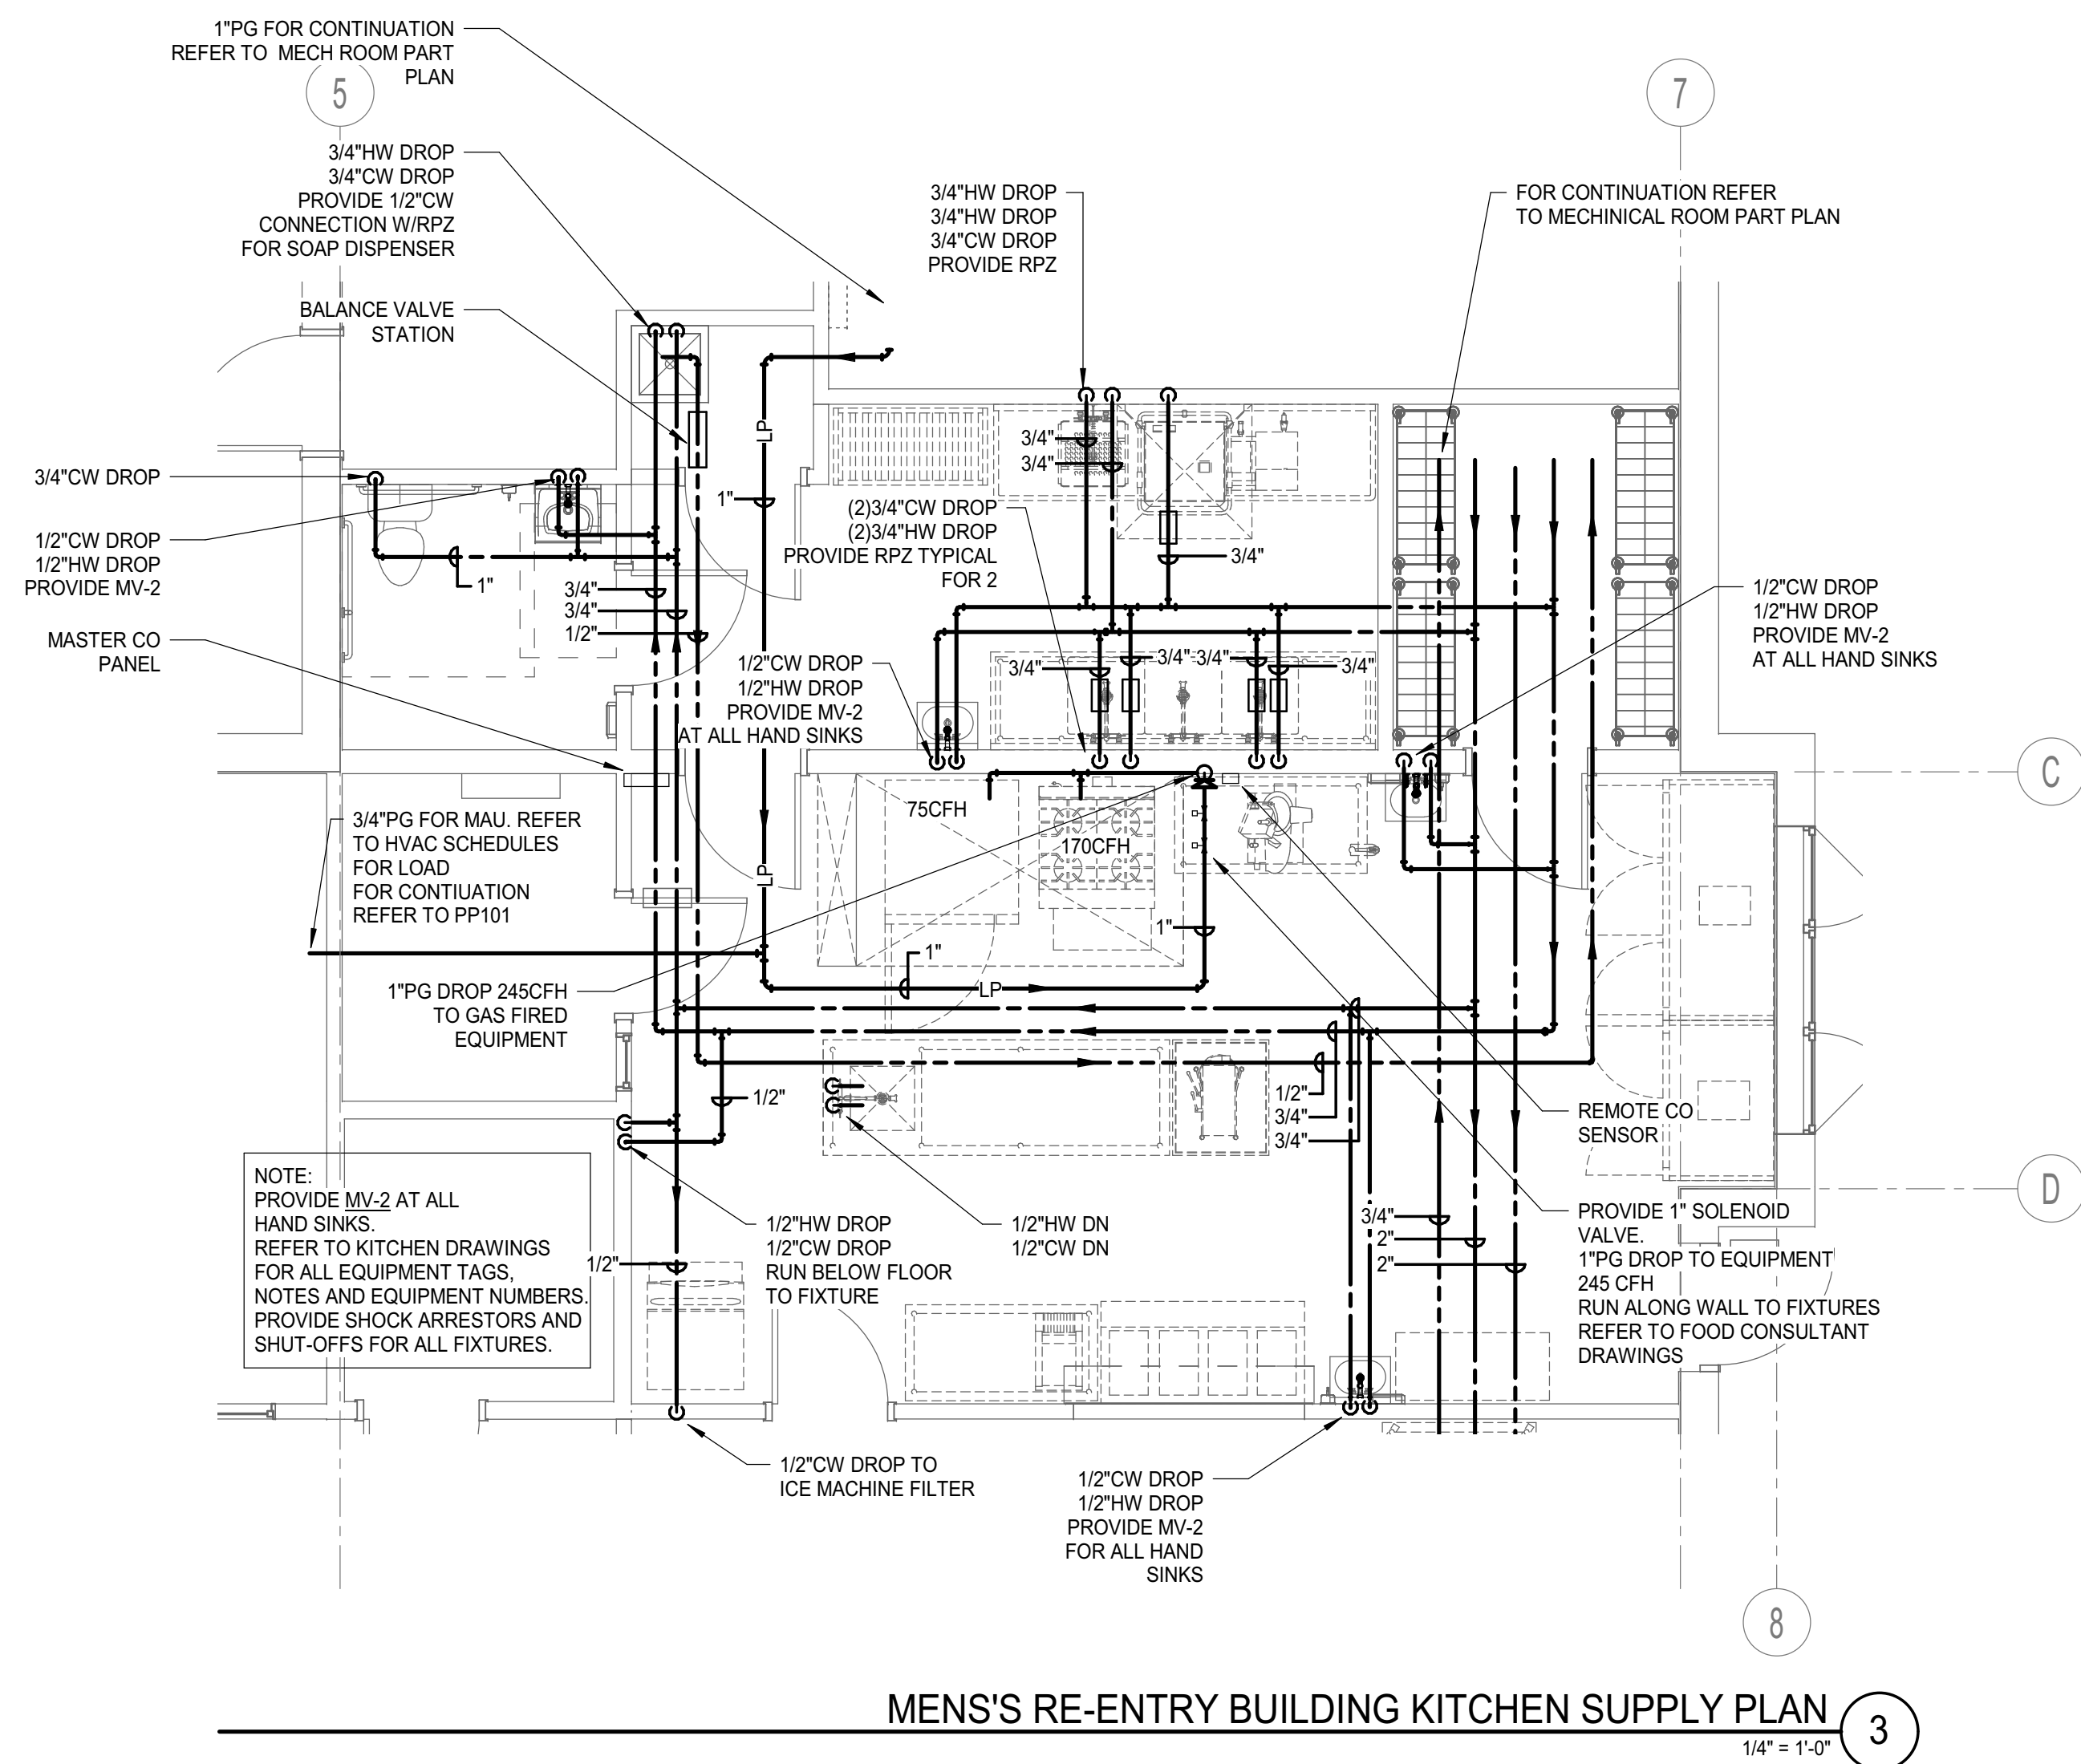 1"PG FOR CONTINUATION
REFER TO  MECH ROOM PART
PLAN
5
7
3/4"HW DROP
3/4"CW DROP
PROVIDE 1/2"CW
CONNECTION W/RPZ
FOR SOAP DISPENSER
3/4"HW DROP
3/4"HW DROP
3/4"CW DROP
PROVIDE RPZ
FOR CONTINUATION REFER
TO MECHINICAL ROOM PART PLAN
BALANCE VALVE
STATION
LP
3/4"
3/4"
3/4"CW DROP
1"
(2)3/4"CW DROP
(2)3/4"HW DROP
PROVIDE RPZ TYPICAL
FOR 2
3/4"
1/2"CW DROP
1/2"HW DROP
PROVIDE MV-2
1"
3/4"
3/4"
1/2"
1/2"CW DROP
1/2"HW DROP
PROVIDE MV-2
AT ALL HAND SINKS
MASTER CO
PANEL
1/2"CW DROP
1/2"HW DROP
PROVIDE MV-2
AT ALL HAND SINKS
3/4"
3/4"
3/4"
3/4"
C
75CFH
170CFH
3/4"PG FOR MAU. REFER
TO HVAC SCHEDULES
FOR LOAD
FOR CONTIUATION
REFER TO PP101
LP
1"
1"
LP
1"PG DROP 245CFH
TO GAS FIRED
EQUIPMENT
1/2"
1/2"
3/4"
3/4"
REMOTE CO
SENSOR
D
NOTE:
PROVIDE MV-2 AT ALL
HAND SINKS.
REFER TO KITCHEN DRAWINGS
FOR ALL EQUIPMENT TAGS,
NOTES AND EQUIPMENT NUMBERS.
PROVIDE SHOCK ARRESTORS AND
SHUT-OFFS FOR ALL FIXTURES.
1/2"
1/2"HW DROP
1/2"CW DROP
RUN BELOW FLOOR
TO FIXTURE
1/2"HW DN
1/2"CW DN
3/4"
2"
2"
PROVIDE 1" SOLENOID
VALVE.
1"PG DROP TO EQUIPMENT
245 CFH
RUN ALONG WALL TO FIXTURES
REFER TO FOOD CONSULTANT
DRAWINGS
1/2"CW DROP TO
ICE MACHINE FILTER
1/2"CW DROP
1/2"HW DROP
PROVIDE MV-2
FOR ALL HAND
SINKS
8
MENS'S RE-ENTRY BUILDING KITCHEN SUPPLY PLAN
3
1/4" = 1'-0"